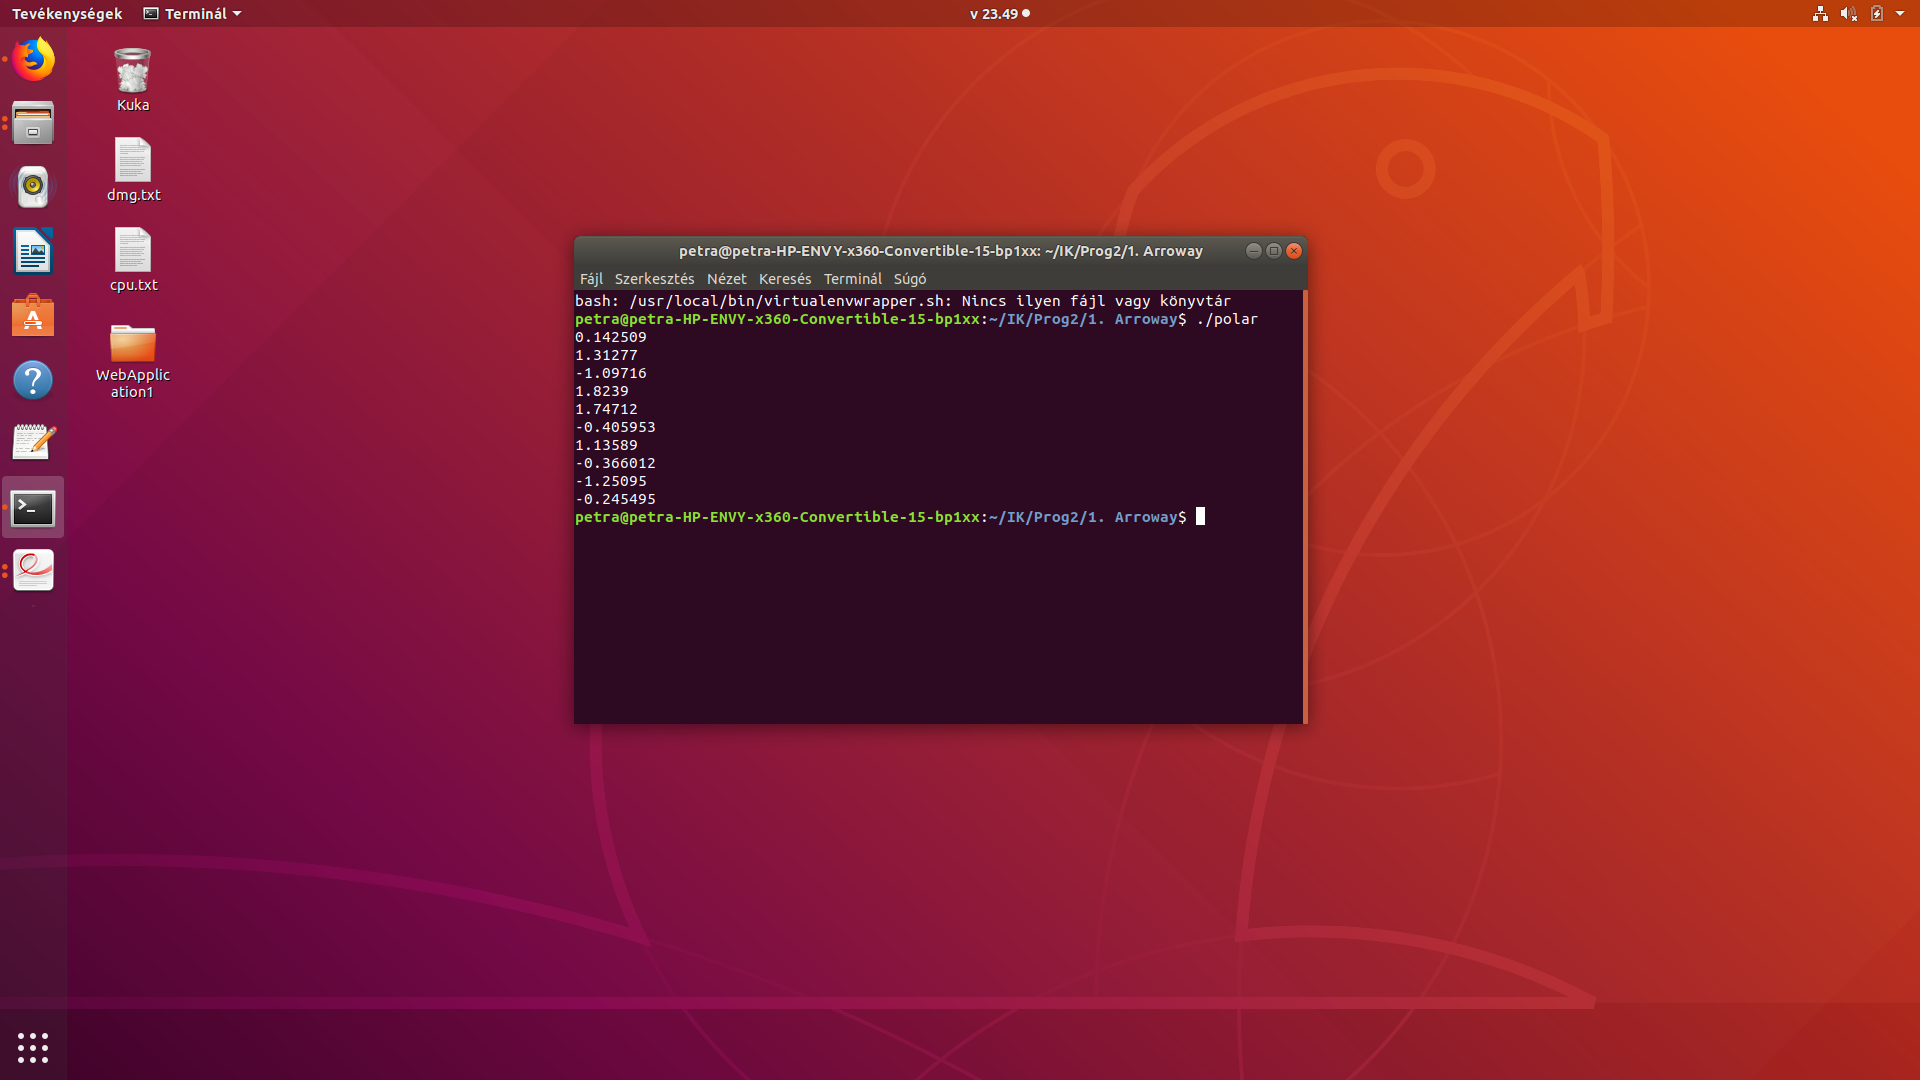 Tevékenységek
Terminál
v 23.49
Kuka
dmg.txt
cpu.txt
WebApplic
ation1
petra@petra-HP-ENVY-x360-Convertible-15-bp1xx: ~/IK/Prog2/1. Arroway
Fájl Szerkesztés Nézet Keresés Terminál Súgó
bash: /usr/local/bin/virtualenvwrapper.sh: Nincs ilyen fájl vagy könyvtár
petra@petra-HP-ENVY-x360-Convertible-15-bp1xx:~/IK/Prog2/1. Arroway$ ./polar
0.142509
1.31277
-1.09716
1.8239
1.74712
-0.405953
1.13589
-0.366012
-1.25095
-0.245495
petra@petra-HP-ENVY-x360-Convertible-15-bp1xx:~/IK/Prog2/1. Arroway$